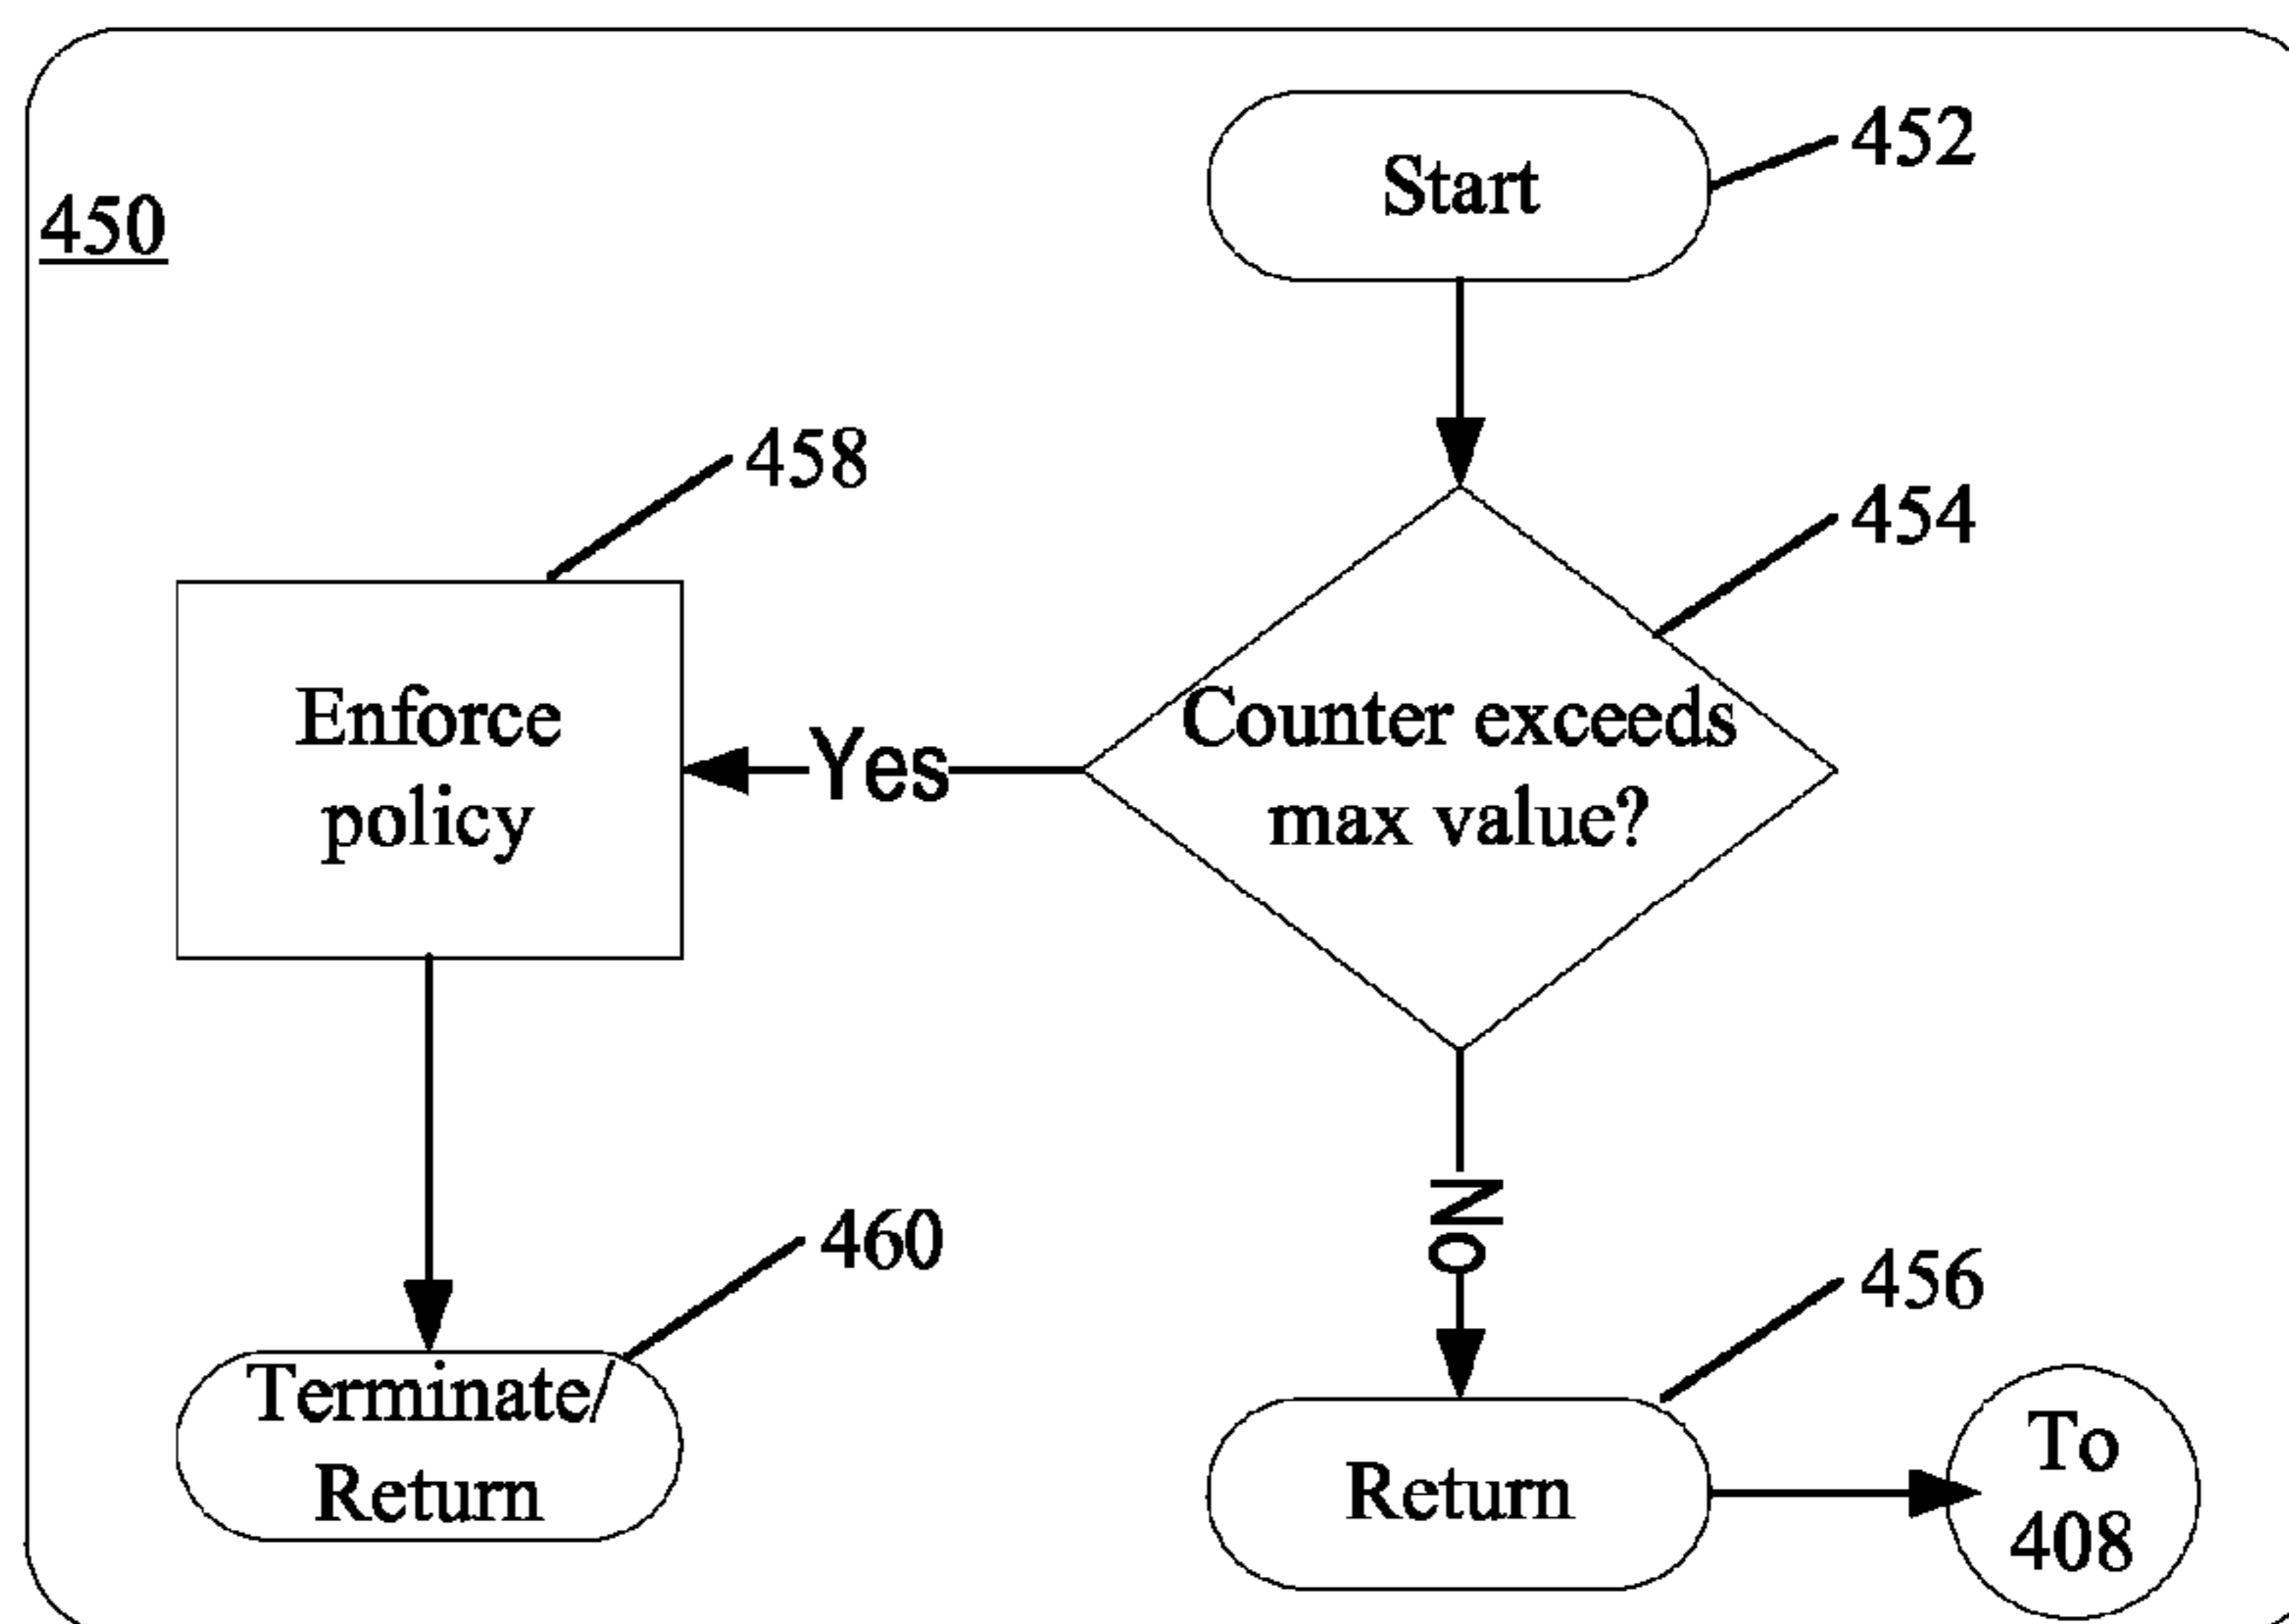 450
Start
452
454
Counter exceeds
max value?
Yes
458
Enforce
policy
460
Terminate/
Return
No
456
Return
To
408